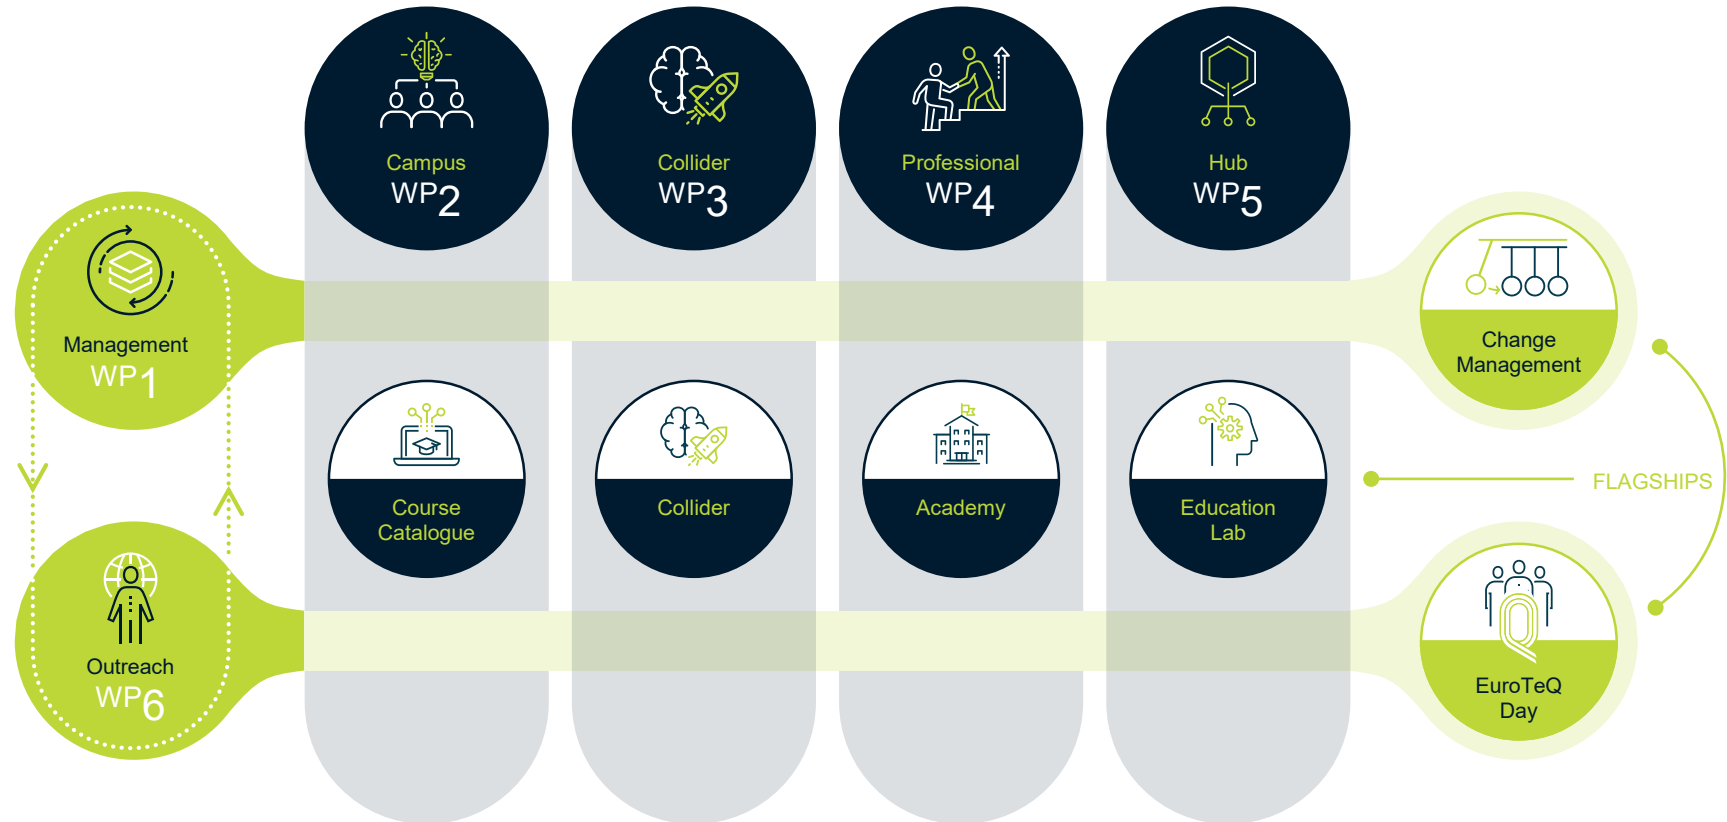 Campus
WP2
Collider
WP3
Professional
WP4
Hub
WP5
Management
WP1
Change
Management
Course
Catalogue
Collider
Academy
Education
Lab
FLAGSHIPS
Outreach
WP6
EuroTeQ
Day